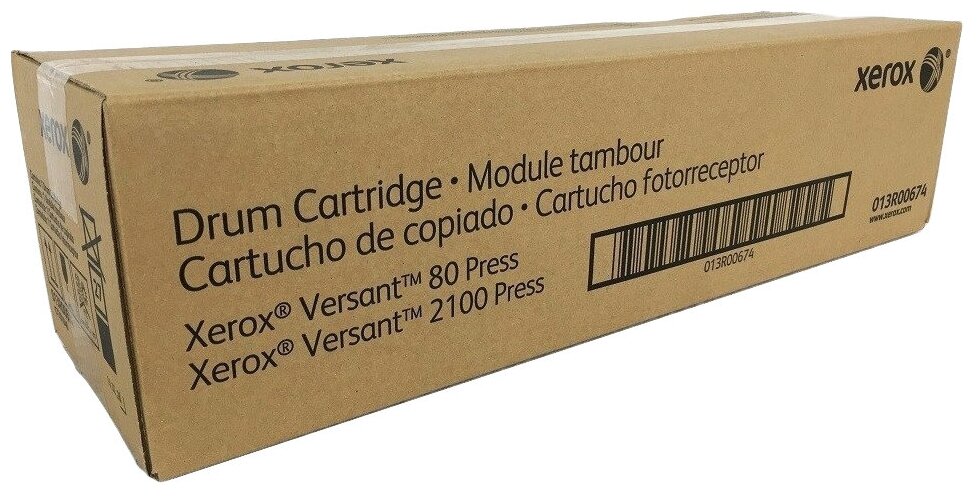 xerox
xerox
xerox
Drum Cartridge • Module tambour
Cartucho de copiado • Cartucho fotorreceptor
Xerox® Versant™ 80 Press
Xerox® Versant™ 2100 Press
013R00674
013R00674
www.xerox.com